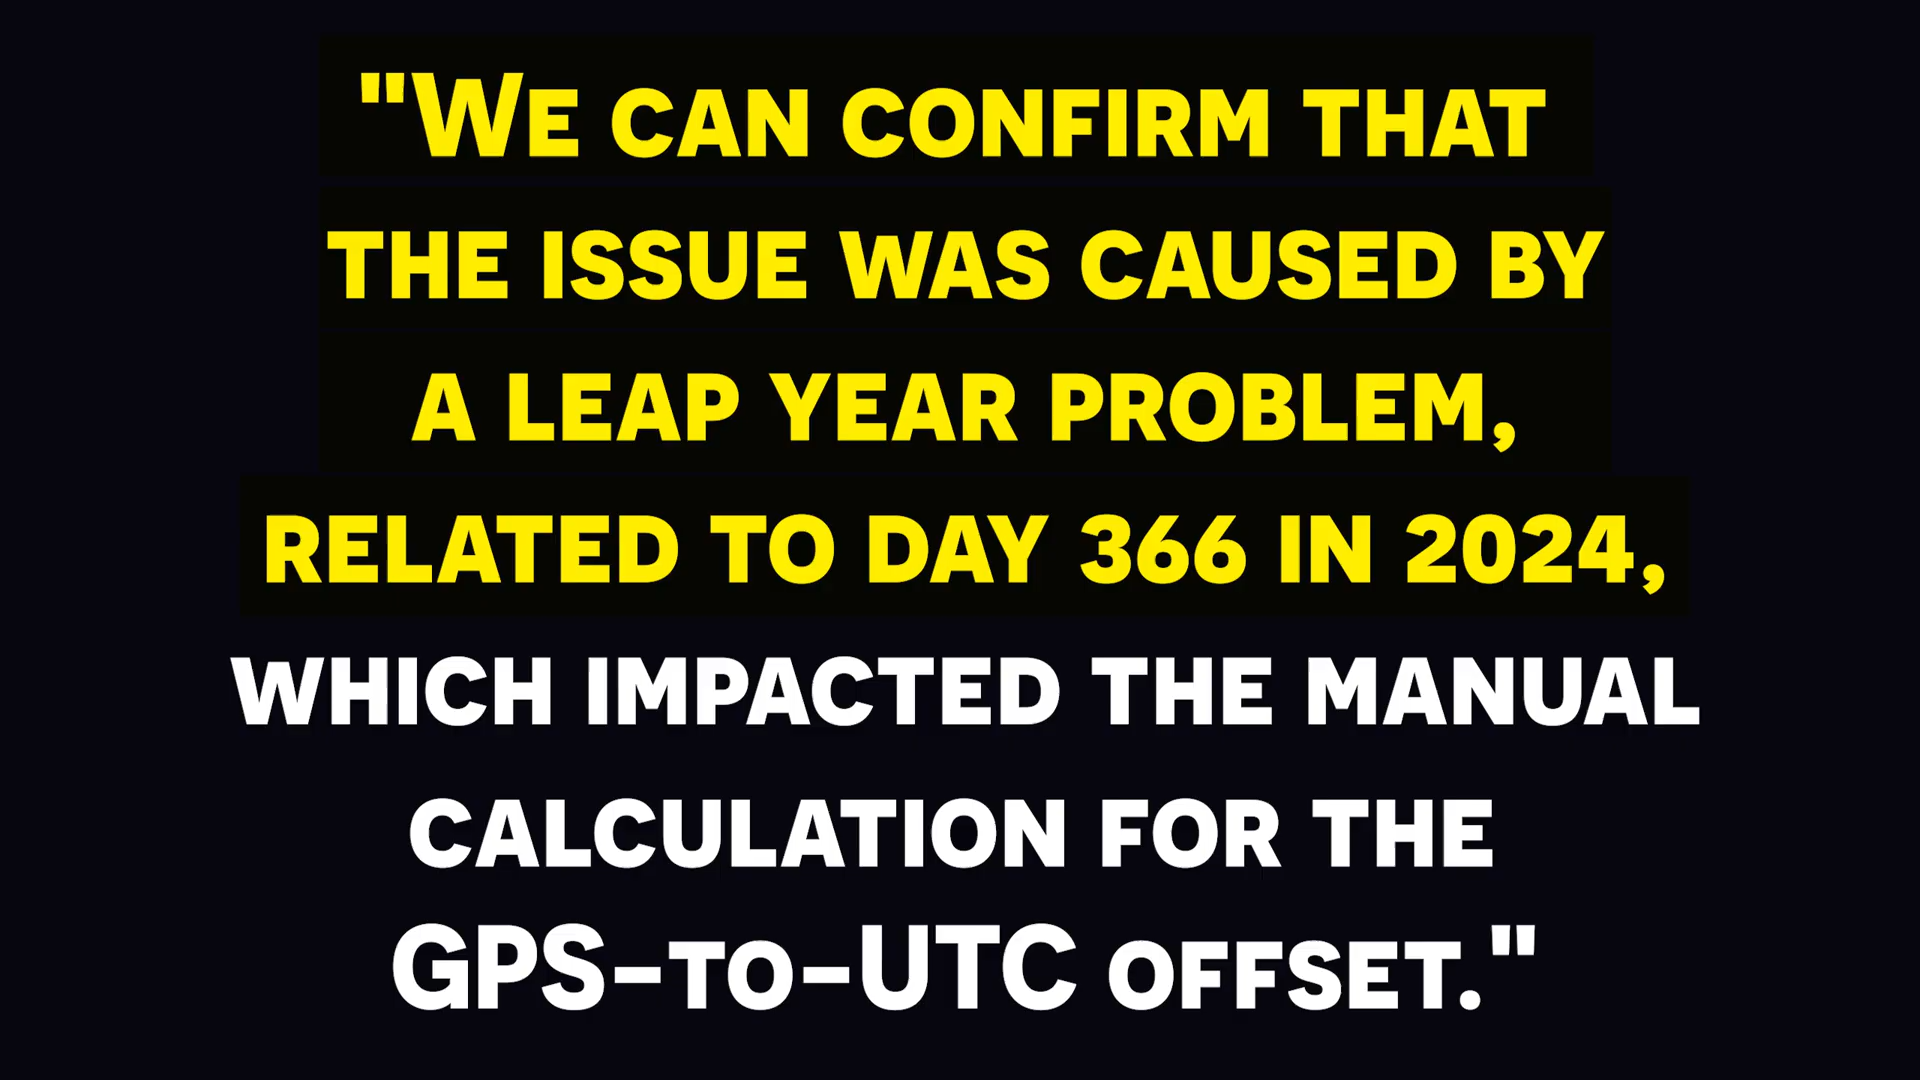 "We can confirm that
the issue was caused by
a leap year problem,
related to day 366 in 2024,
which impacted the manual
calculation for the
GPS-to-UTC offset."